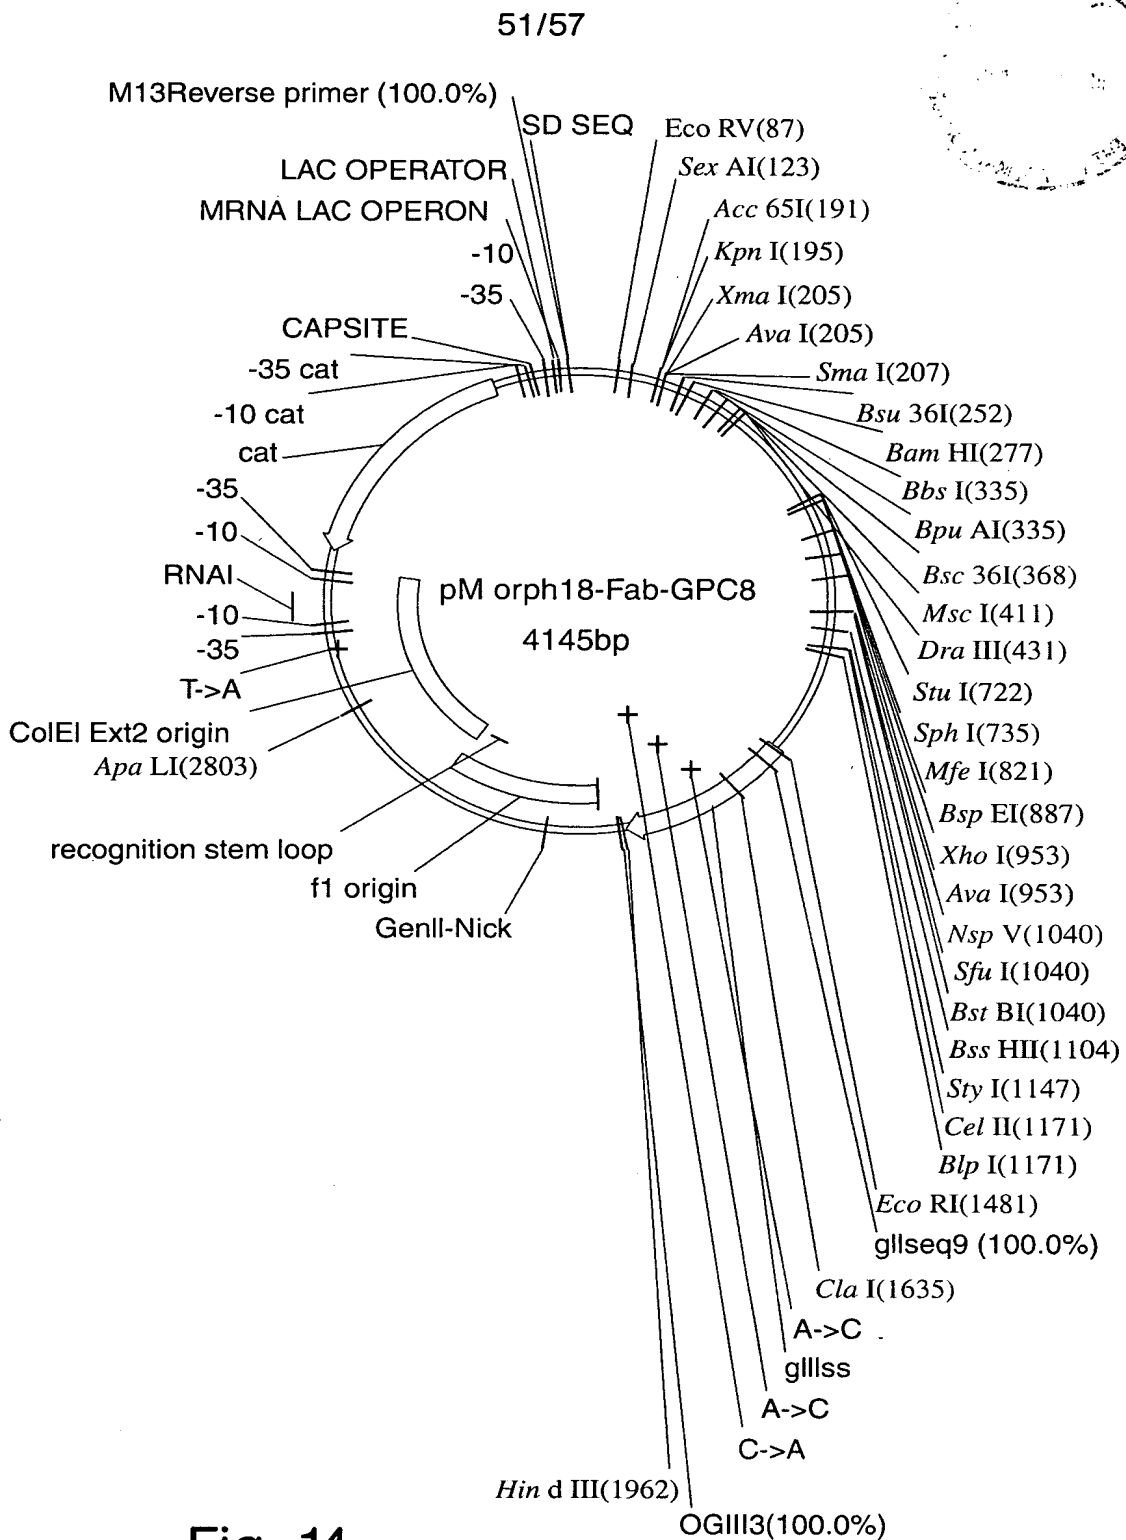 51/57
M13Reverse primer (100.0%)
SD SEQ
Eco RV(87)
LAC OPERATOR
Sex AI(123)
MRNA LAC OPERON
Acc 65I(191)
-10
Kpn I(195)
-35
Xma I(205)
CAPSITE
Ava I(205)
-35 cat
Sma I(207)
-10 cat
Bsu 36I(252)
cat
Bam HI(277)
-35
Bbs I(335)
-10
Bpu AI(335)
RNAI
Bsc 36I(368)
pM orph18-Fab-GPC8
4145bp
-10
Msc I(411)
-35
Dra III(431)
T->A
Stu I(722)
ColEI Ext2 origin
Sph I(735)
Apa LI(2803)
Mfe I(821)
Bsp EI(887)
recognition stem loop
Xho I(953)
f1 origin
Ava I(953)
GenII-Nick
Nsp V(1040)
Sfu I(1040)
Bst BI(1040)
Bss HII(1104)
Sty I(1147)
Cel II(1171)
Blp I(1171)
Eco RI(1481)
gIIseq9 (100.0%)
Cla I(1635)
A->C
gIIIss
A->C
C->A
Hin d III(1962)
OGIII3(100.0%)
Fig. 14